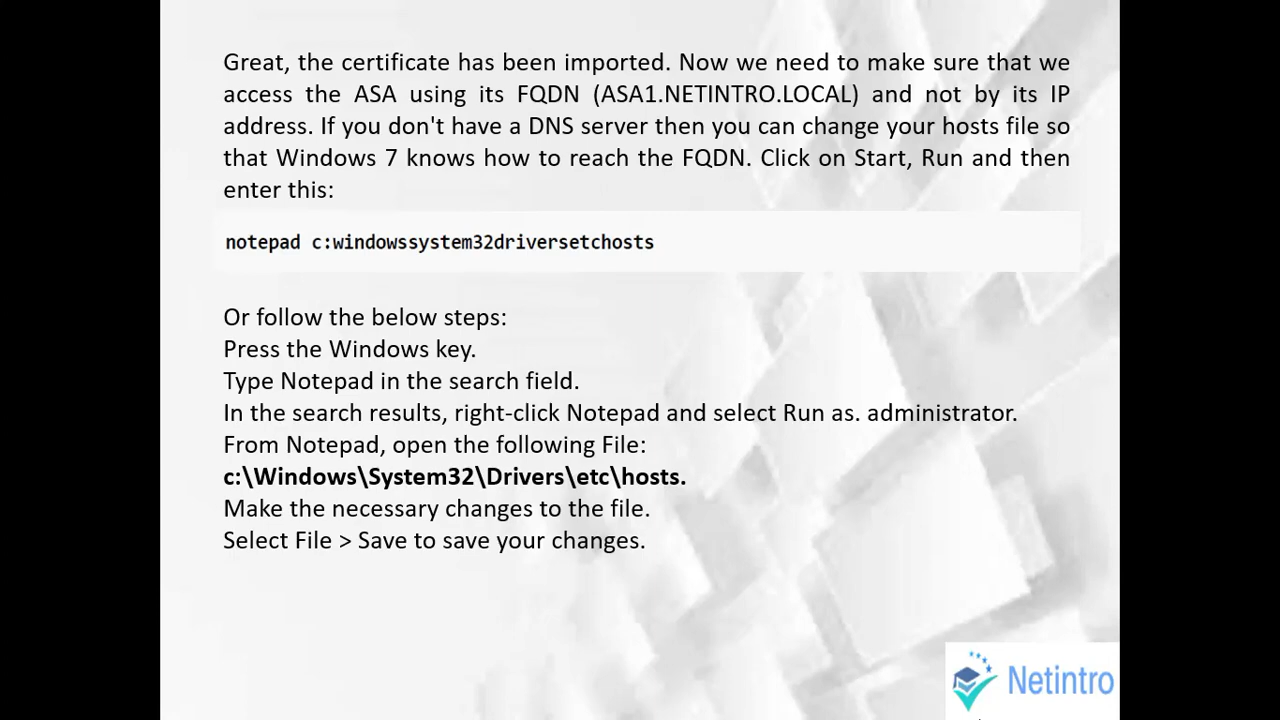 Great, the certificate has been imported. Now we need to make sure that we
access the ASA using its FQDN (ASA1.NETINTRO.LOCAL) and not by its IP
address. If you don't have a DNS server then you can change your hosts file so
that Windows 7 knows how to reach the FQDN. Click on Start, Run and then
enter this:
notepad c:windowssystem32driversetchosts
Or follow the below steps:
Press the Windows key.
Type Notepad in the search field.
In the search results, right-click Notepad and select Run as. administrator.
From Notepad, open the following File:
c:\Windows\System32\Drivers\etc\hosts.
Make the necessary changes to the file.
Select File > Save to save your changes.
Netintro